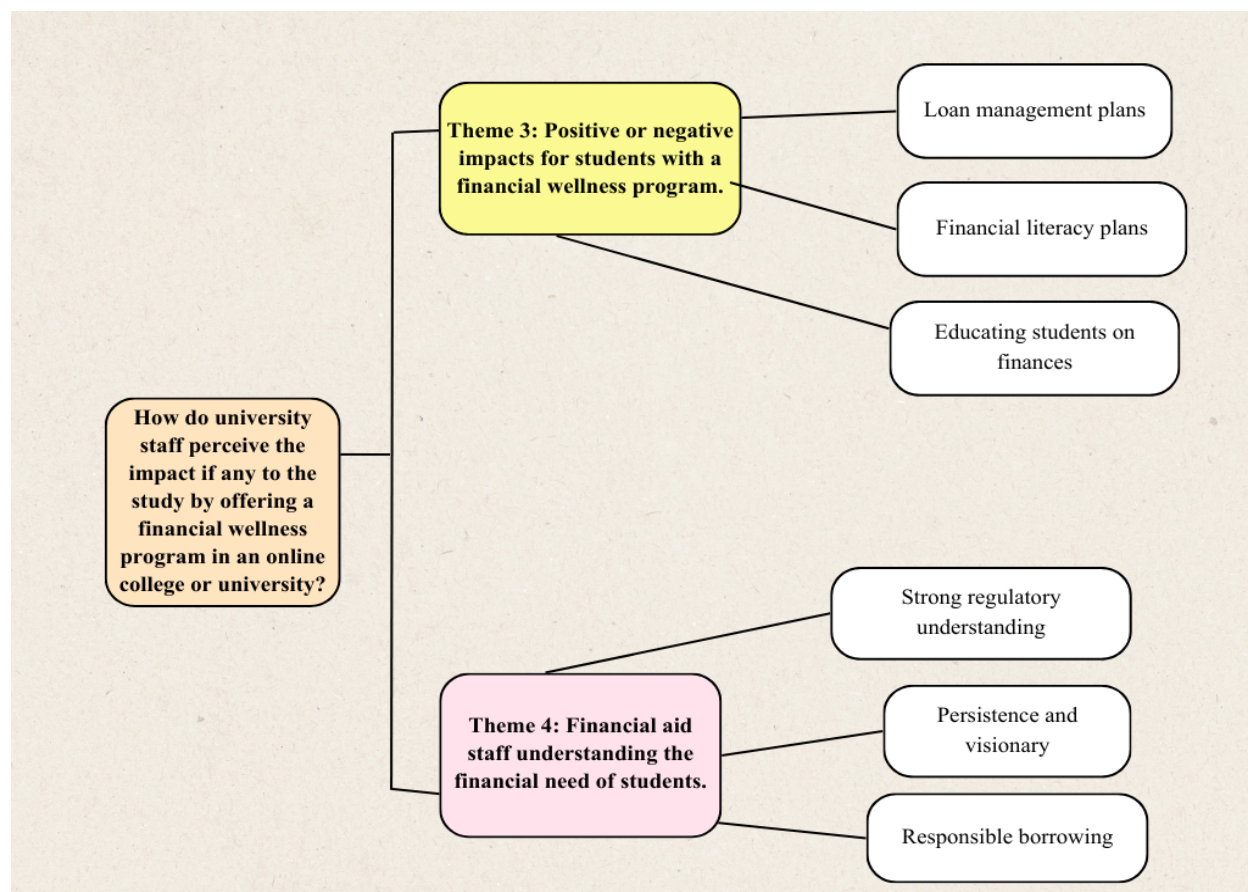 How do university
staff perceive the
impact if any to the
study by offering a
financial wellness
program in an online
college or university?
Theme 3: Positive or negative
impacts for students with a
financial wellness program.
Loan management plans
Financial literacy plans
Educating students on
finances
Theme 4: Financial aid
staff understanding the
financial need of students.
Strong regulatory
understanding
Persistence and
visionary
Responsible borrowing